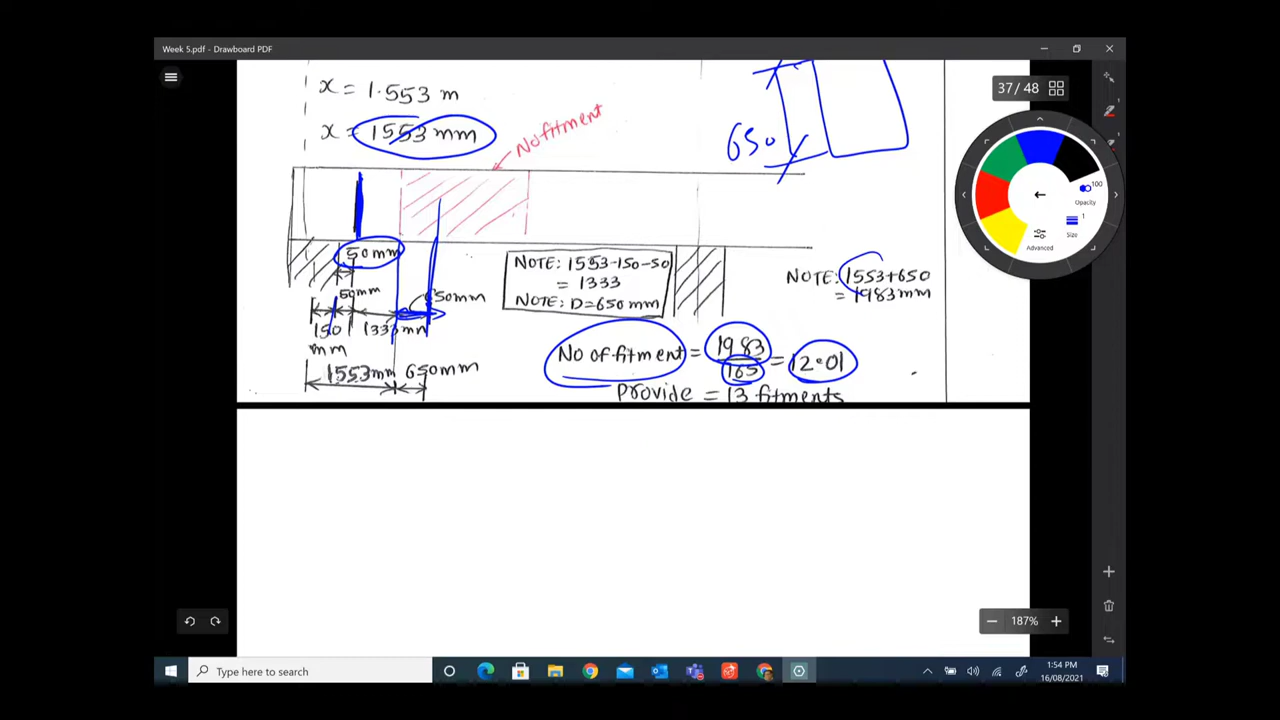 Week 5.pdf - Drawboard PDF
37 / 48
x = 1.553 m
x = 1553 mm
No fitment
650
100
Opacity
1
Size
Advanced
50mm
NOTE: 1553-150-50
= 1333
NOTE: D=650 mm
NOTE: 1553+650
= 1983mm
50mm
650mm
150
mm
1333mm
No of fitment = 1983
165
= 12.01
1553mm 650mm
Provide = 13 fitments
187%
Type here to search
1:54 PM
16/08/2021